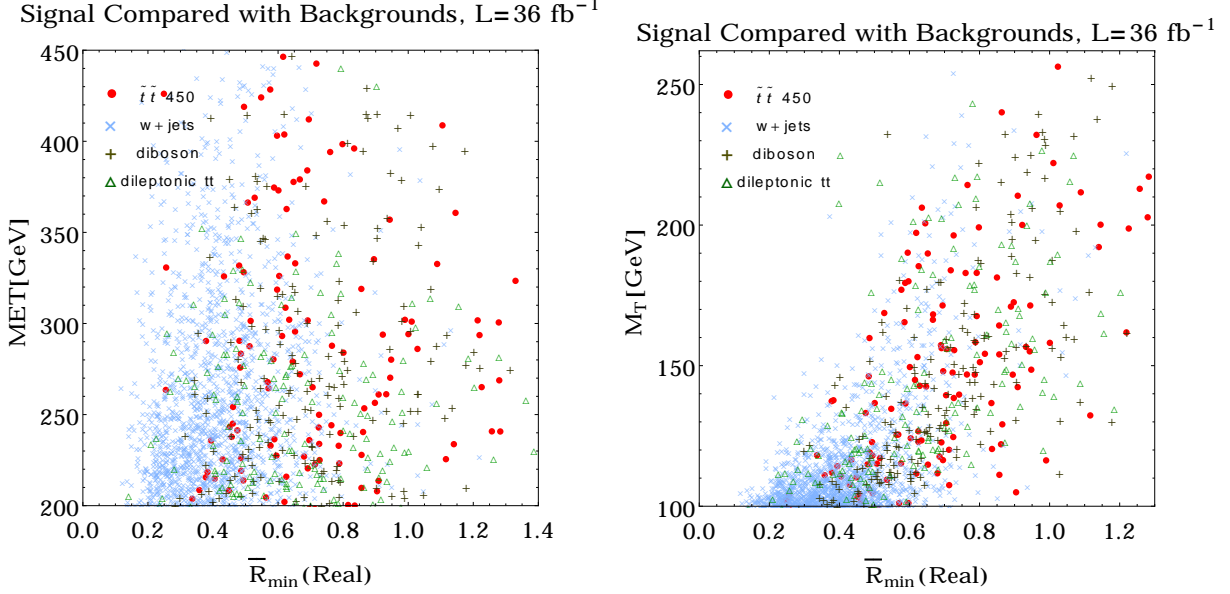 Signal Compared with Backgrounds, L=36 fb⁻¹
450
400
350
300
250
200
MET[GeV]
t̃ t̃ 450
w+jets
diboson
dileptonic tt
0.0 0.2 0.4 0.6 0.8 1.0 1.2 1.4
R̅min(Real)
Signal Compared with Backgrounds, L=36 fb⁻¹
250
200
150
100
MT[GeV]
t̃ t̃ 450
w+jets
diboson
dileptonic tt
0.0 0.2 0.4 0.6 0.8 1.0 1.2
R̅min(Real)